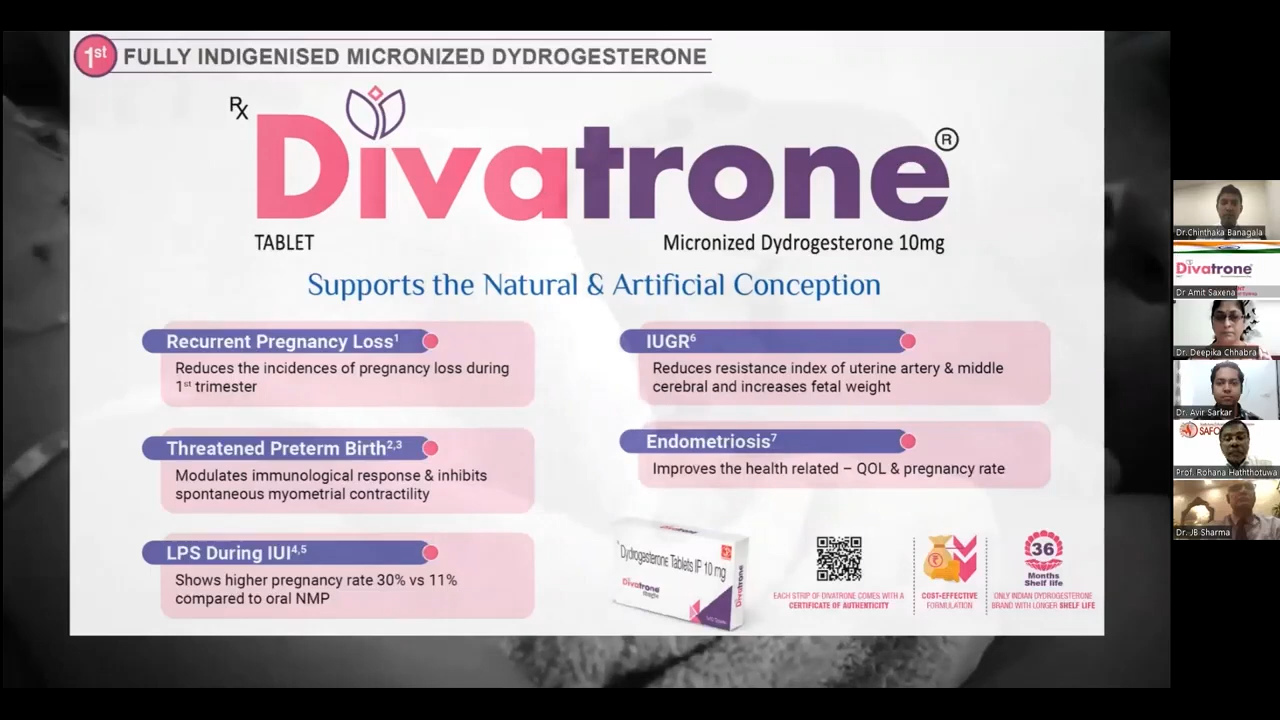 1st FULLY INDIGENISED MICRONIZED DYDROGESTERONE
Rx
Divatrone®
TABLET
Micronized Dydrogesterone 10mg
Supports the Natural & Artificial Conception
Recurrent Pregnancy Loss1
Reduces the incidences of pregnancy loss during
1st trimester
Threatened Preterm Birth2,3
Modulates immunological response & inhibits
spontaneous myometrial contractility
LPS During IUI4,5
Shows higher pregnancy rate 30% vs 11%
compared to oral NMP
IUGR6
Reduces resistance index of uterine artery & middle
cerebral and increases fetal weight
Endometriosis7
Improves the health related – QOL & pregnancy rate
Divatrone
Dydrogesterone Tablets IP 10 mg
Divatrone
Divatrone
EACH STRIP OF DIVATRONE COMES WITH A
CERTIFICATE OF AUTHENTICITY
COST-EFFECTIVE
FORMULATION
36
Months
Shelf life
ONLY INDIAN DYDROGESTERONE
BRAND WITH LONGER SHELF LIFE
Dr.Chinthaka Banagala
Divatrone
Dr Amit Saxena
Dr. Deepika Chhabra
Dr. Avir Sarkar
SAFO
Prof. Rohana Haththotuwa
Dr. JB Sharma